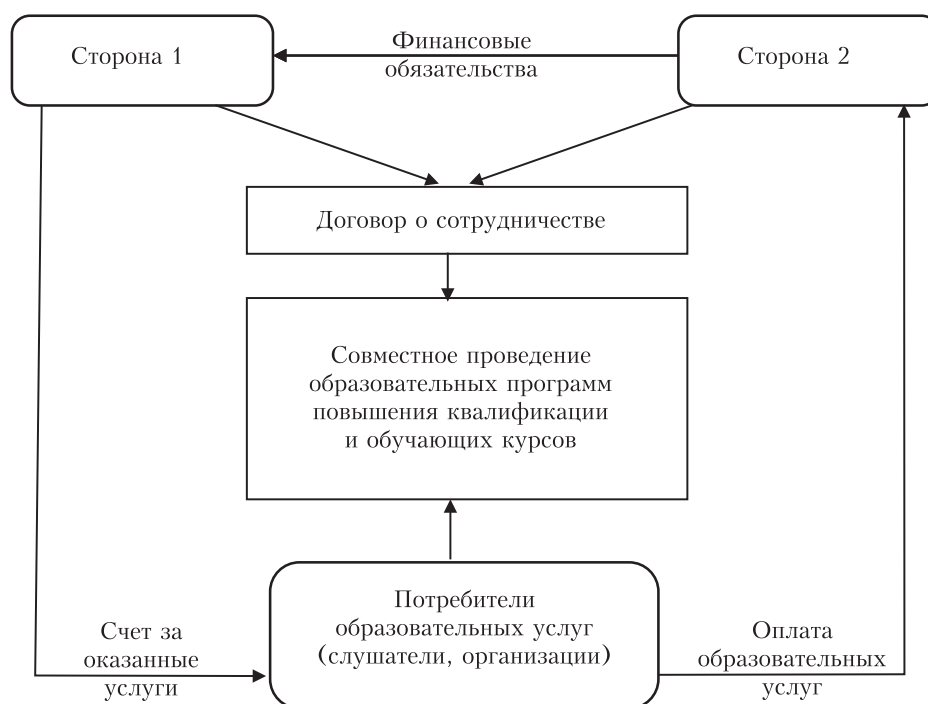 Сторона 1
Финансовые
обязательства
Сторона 2
Договор о сотрудничестве
Совместное проведение
образовательных программ
повышения квалификации
и обучающих курсов
Счет за
оказанные
услуги
Потребители
образовательных услуг
(слушатели, организации)
Оплата
образовательных
услуг